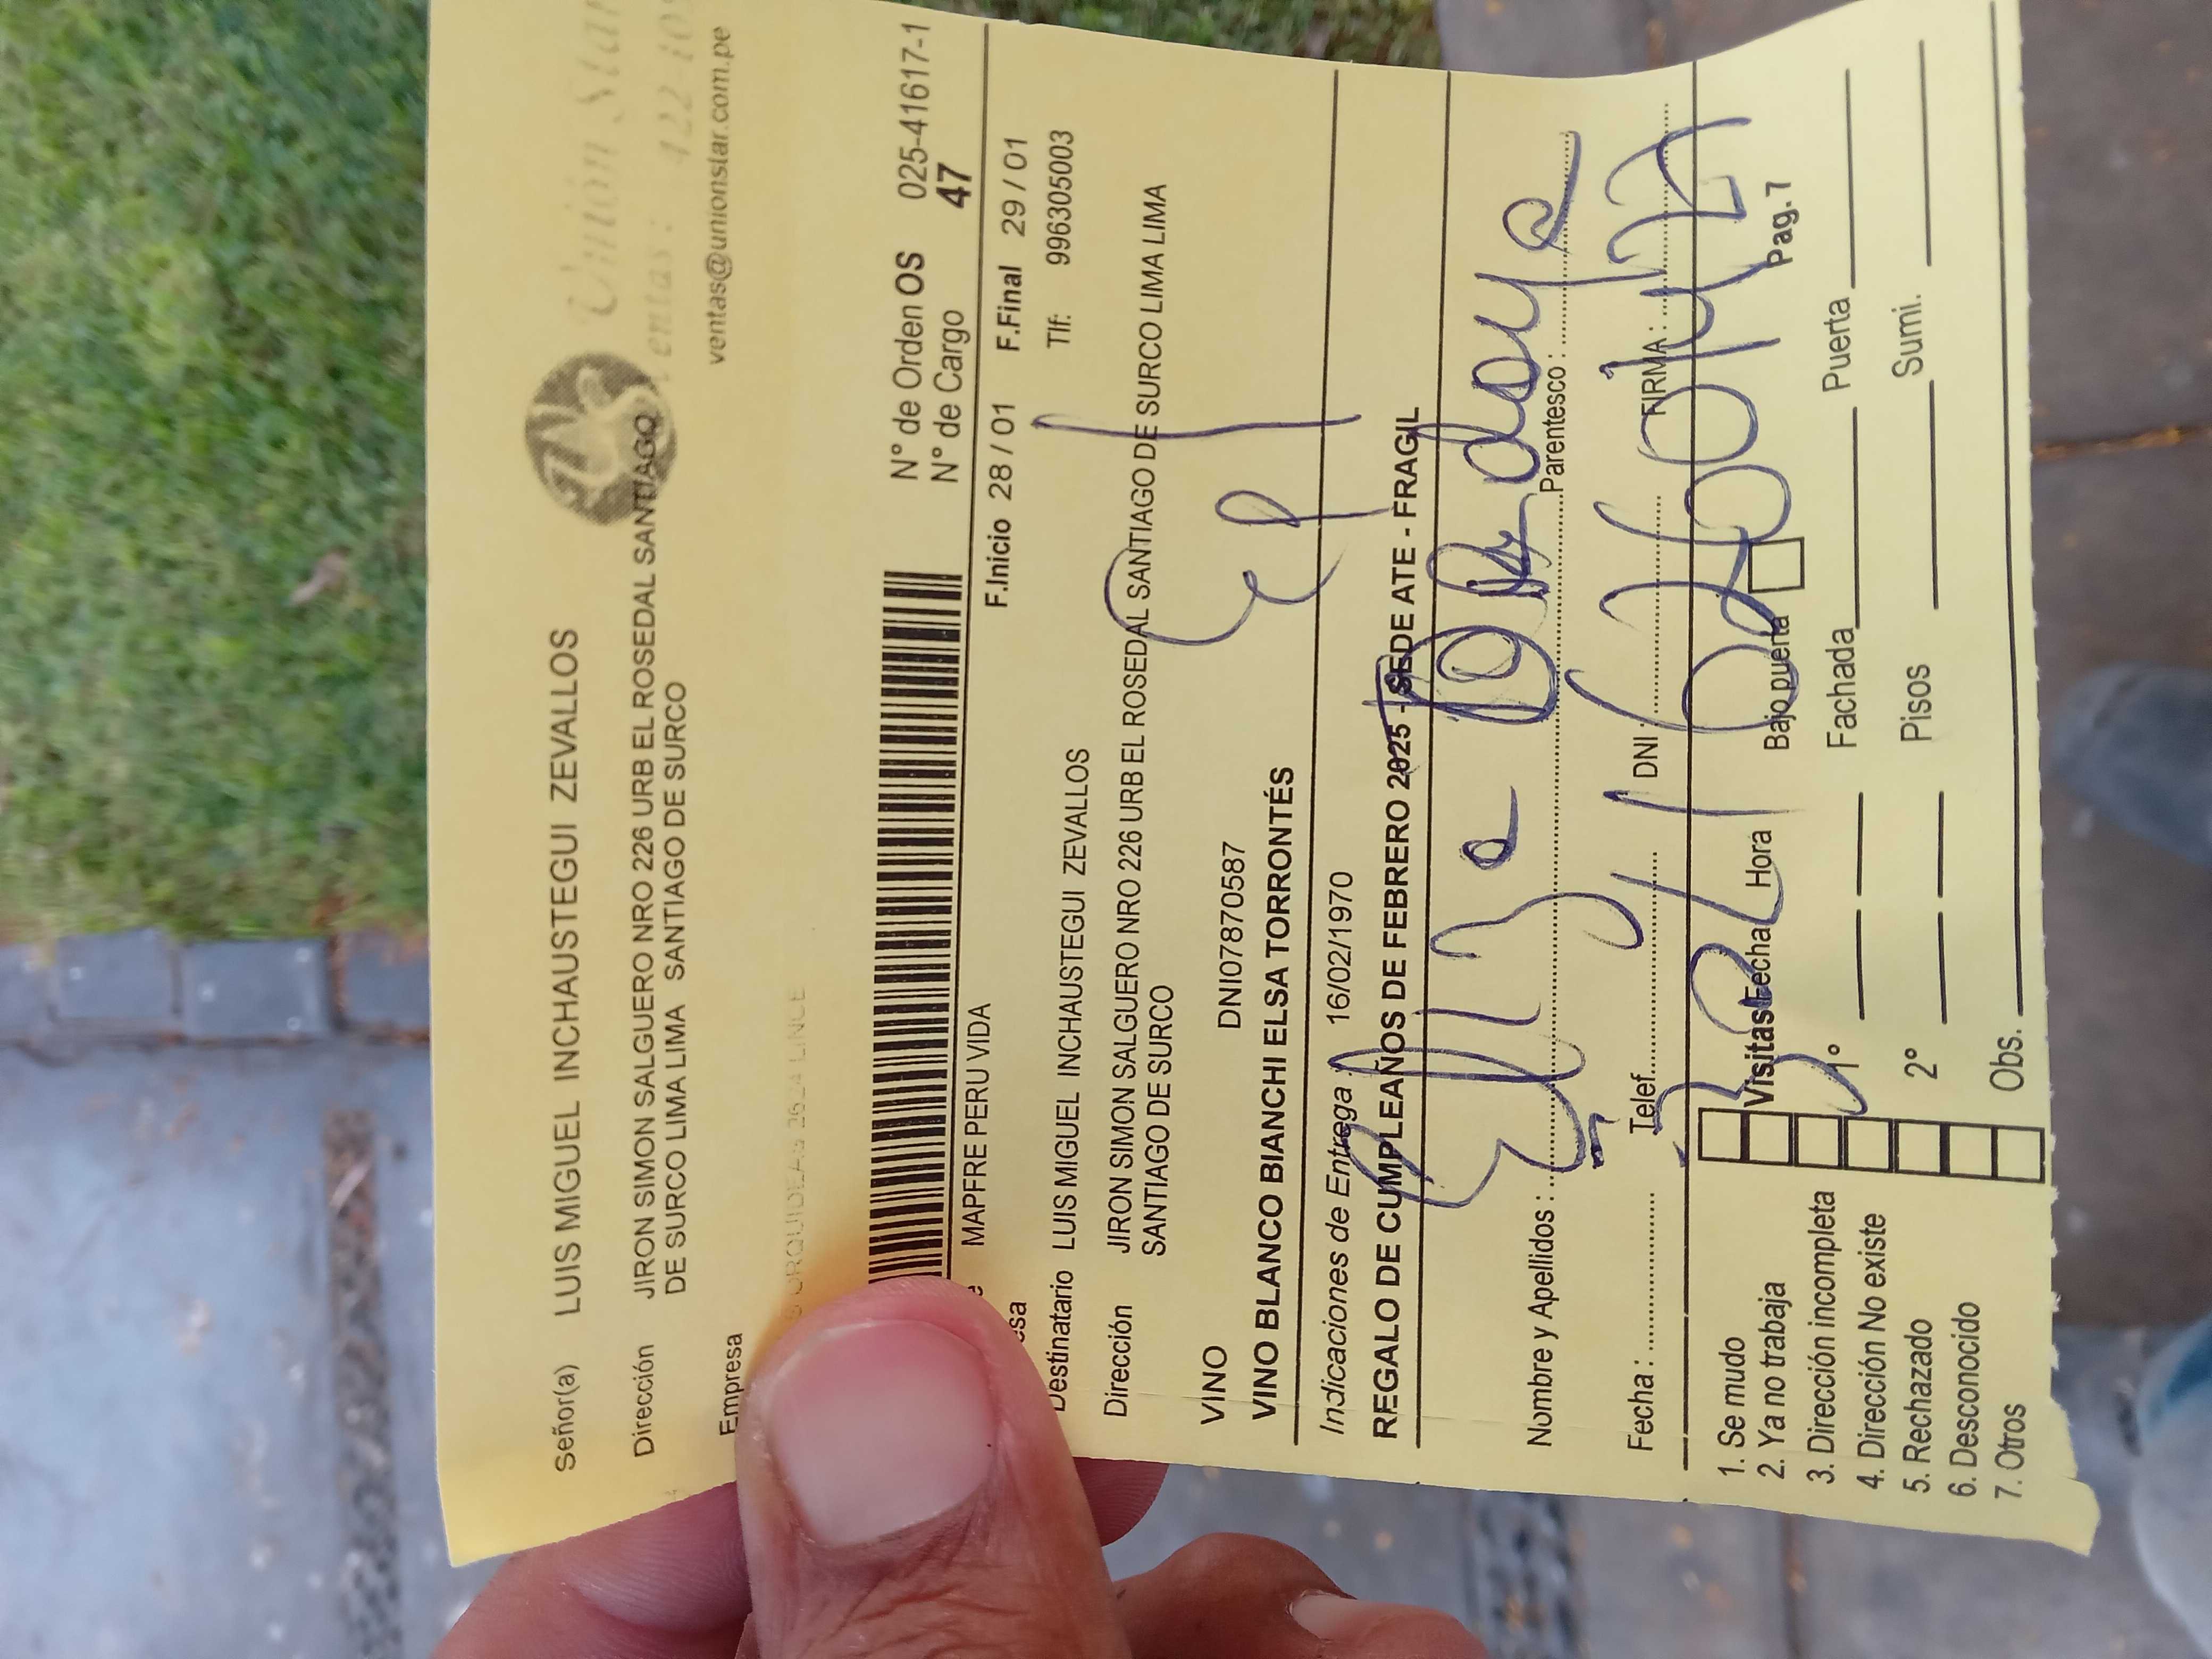 Unión Star
Señor(a) LUIS MIGUEL INCHAUSTEGUI ZEVALLOS
Dirección JIRON SIMON SALGUERO NRO 226 URB EL ROSEDAL SANTIAGO
DE SURCO LIMA LIMA SANTIAGO DE SURCO
Empresa
ventas@unionstar.com.pe
N° de Orden OS 025-41617-1
N° de Cargo 47
MAPFRE PERU VIDA
F.Inicio 28 / 01 F.Final 29 / 01
Destinatario LUIS MIGUEL INCHAUSTEGUI ZEVALLOS Tlf: 996305003
Dirección JIRON SIMON SALGUERO NRO 226 URB EL ROSEDAL SANTIAGO DE SURCO LIMA LIMA
SANTIAGO DE SURCO
VINO DNI07870587
VINO BLANCO BIANCHI ELSA TORRONTÉS
Indicaciones de Entrega : 16/02/1970
REGALO DE CUMPLEAÑOS DE FEBRERO 2025 - SEDE ATE - FRAGIL
Nombre y Apellidos : Parentesco :
Fecha : Telef. DNI : FIRMA :
1. Se mudo
2. Ya no trabaja
3. Dirección incompleta
4. Dirección No existe
5. Rechazado
6. Desconocido
7. Otros
Visitas Fecha Hora Bajo puerta Pag. 7
1° Fachada Puerta
2° Pisos Sumi.
Obs.